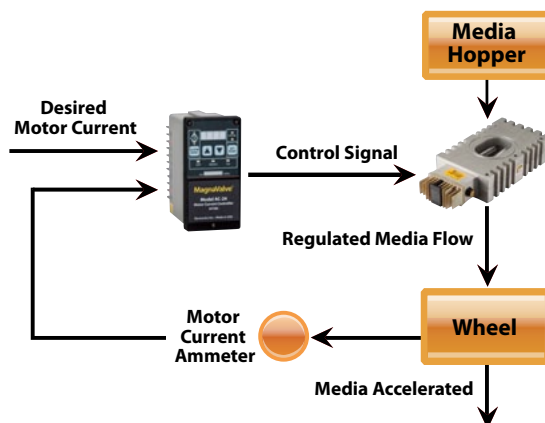 Media
Hopper
Desired
Motor Current
Control Signal
MagnaValve
Regulated Media Flow
Motor
Current
Ammeter
Wheel
Media Accelerated